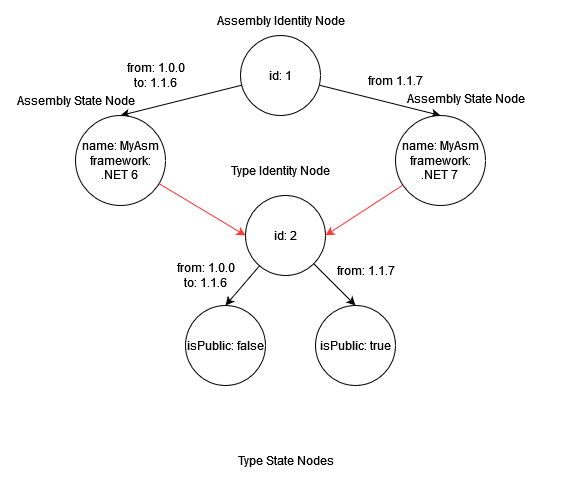 Assembly Identity Node
id: 1
from: 1.0.0
to: 1.1.6
from 1.1.7
Assembly State Node
Assembly State Node
name: MyAsm
framework:
.NET 6
name: MyAsm
framework:
.NET 7
Type Identity Node
id: 2
from: 1.0.0
to: 1.1.6
from: 1.1.7
isPublic: false
isPublic: true
Type State Nodes